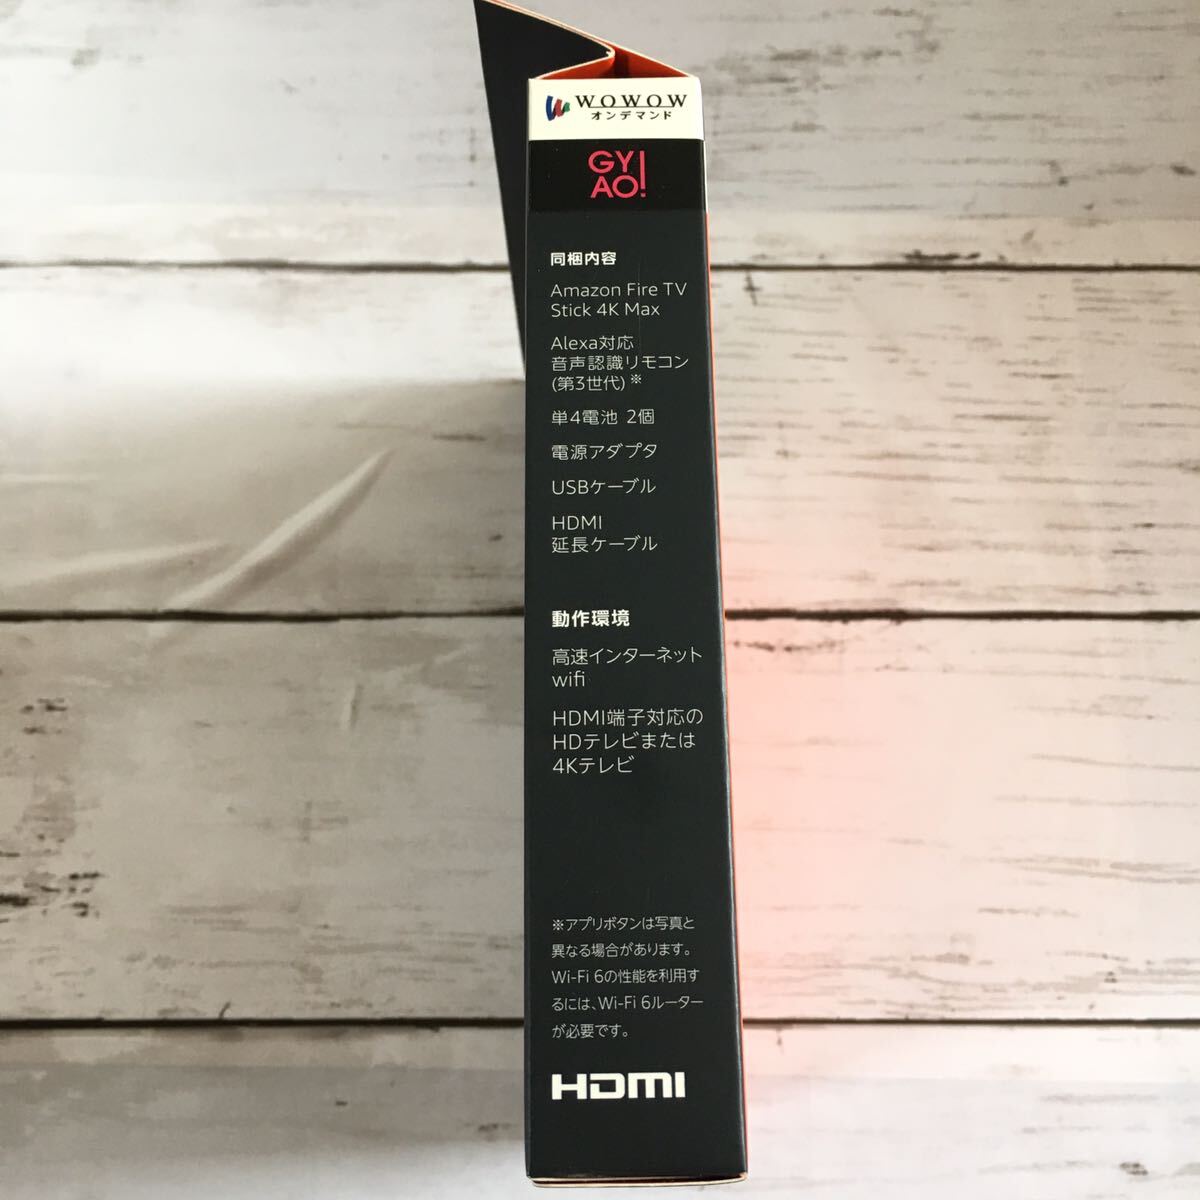 WOWOW
オンデマンド
GY
AO!
同梱内容
Amazon Fire TV
Stick 4K Max
Alexa対応
音声認識リモコン
(第3世代)※
単4電池 2個
電源アダプタ
USBケーブル
HDMI
延長ケーブル
動作環境
高速インターネット
wifi
HDMI端子対応の
HDテレビまたは
4Kテレビ
※アプリボタンは写真と
異なる場合があります。
Wi-Fi 6の性能を利用す
るには、Wi-Fi 6ルーター
が必要です。
HDMI